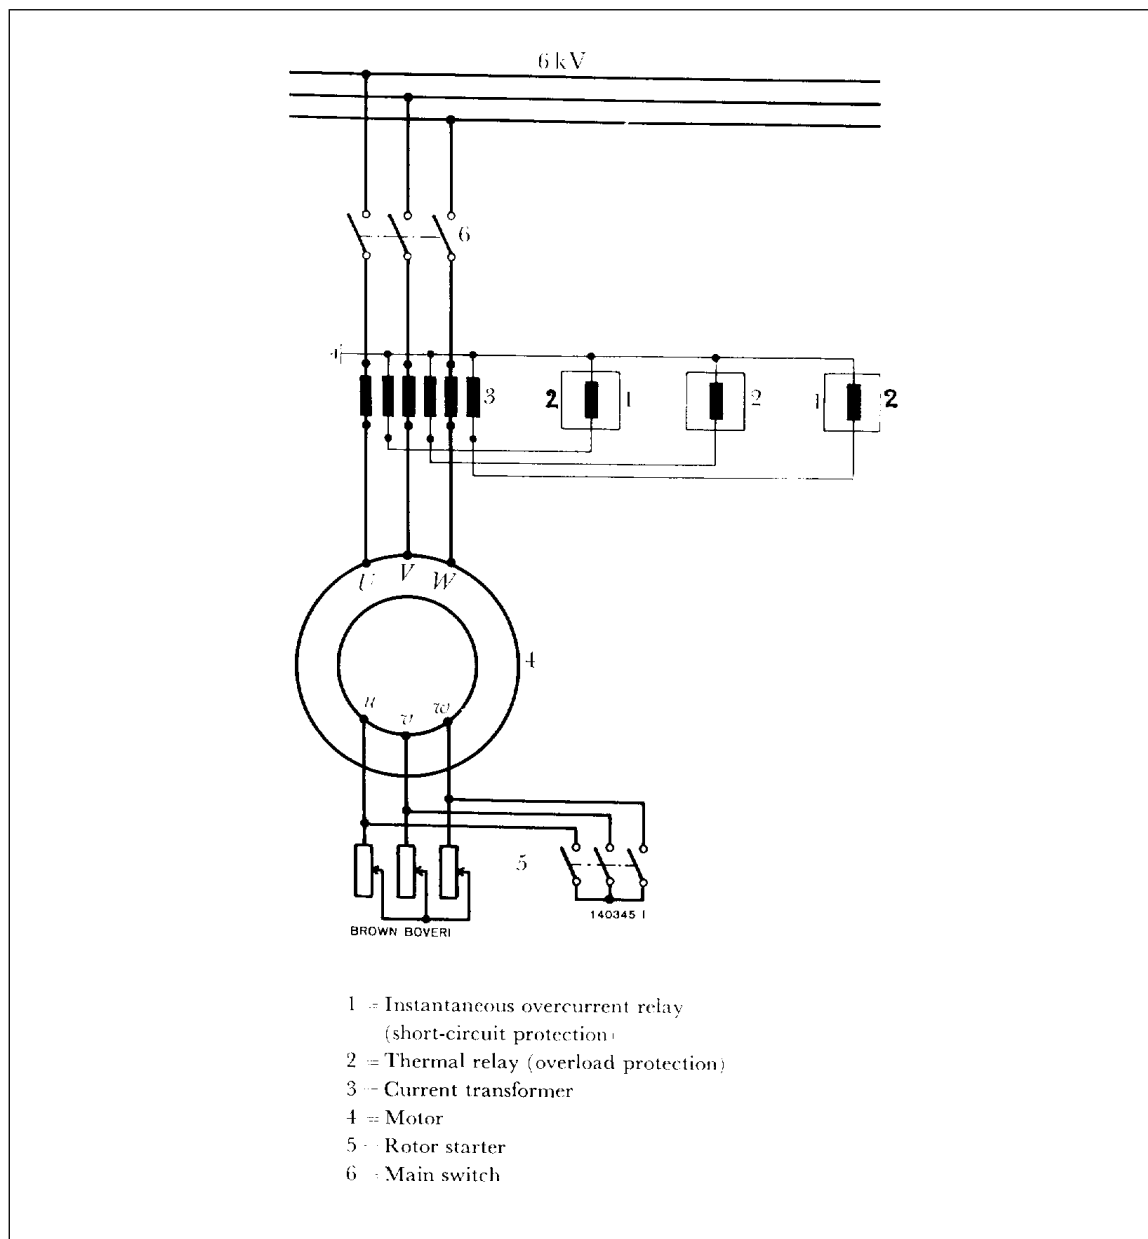 6 kV
6
3
2
1
2
1
2
U V W
4
u v w
5
140345 I
BROWN BOVERI
1 = Instantaneous overcurrent relay
(short-circuit protection)
2 = Thermal relay (overload protection)
3 = Current transformer
4 = Motor
5 = Rotor starter
6 = Main switch